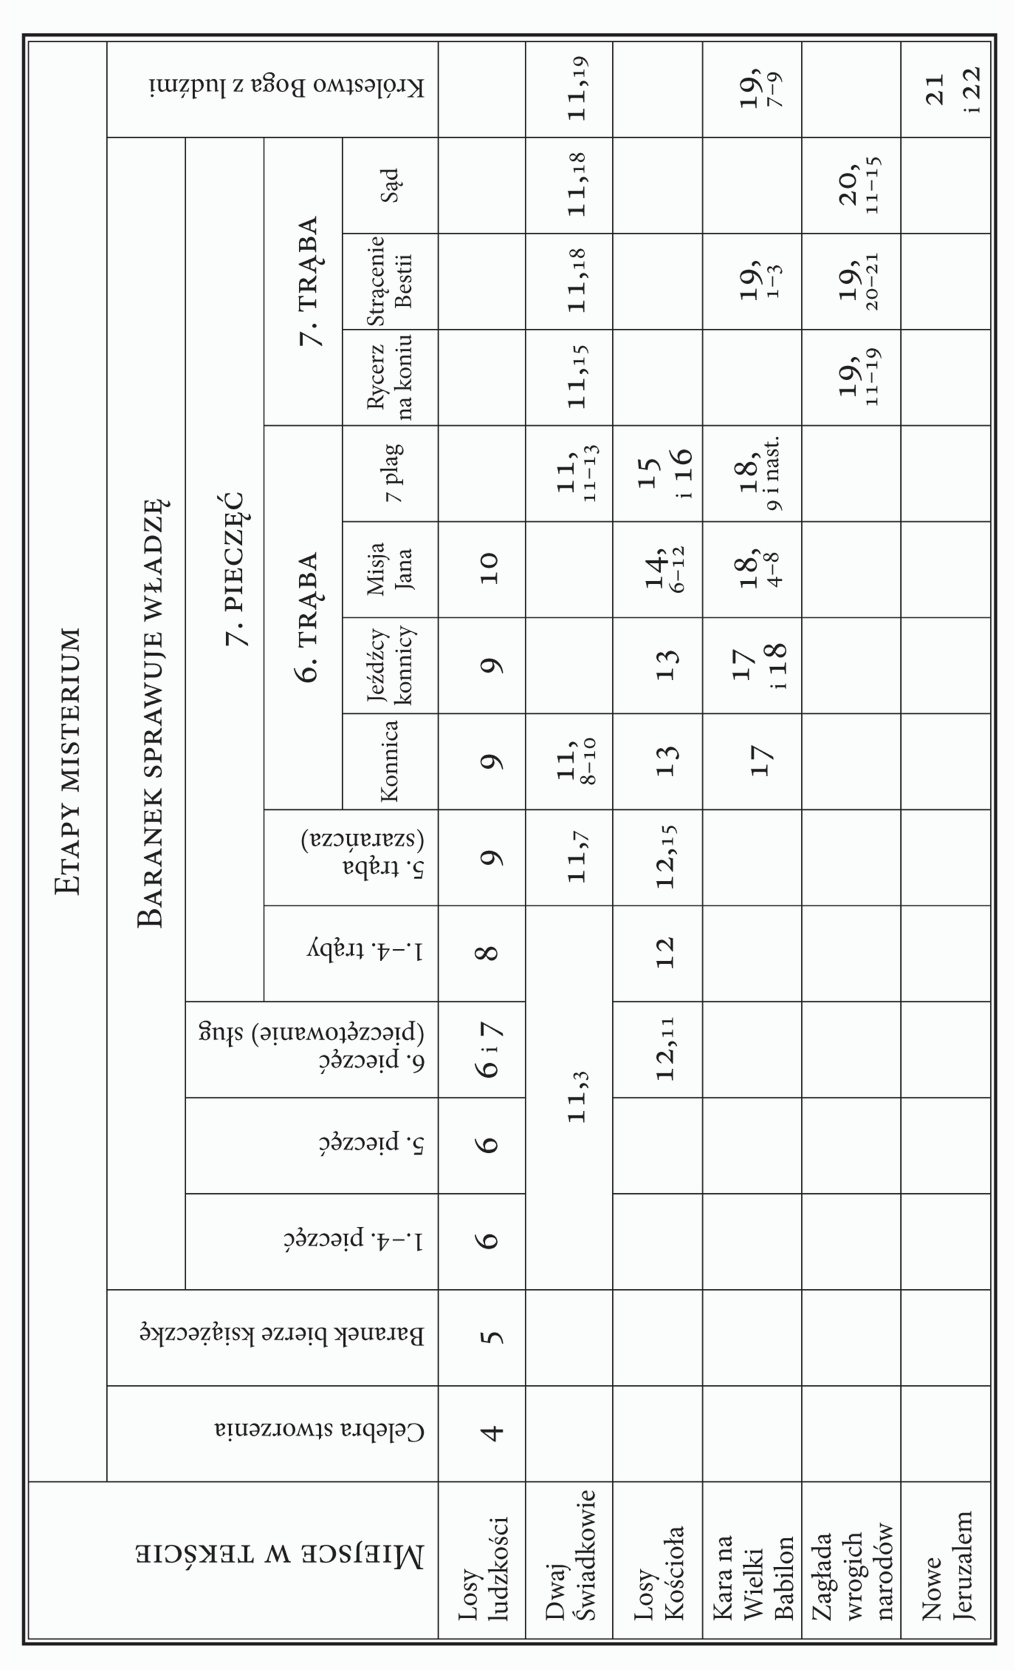 ETAPY MISTERIUM
MIEJSCE W TEKŚCIE
Celebra stworzenia
Baranek bierze książeczkę
BARANEK SPRAWUJE WŁADZĘ
Królestwo Boga z ludźmi
1.–4. pieczęć
5. pieczęć
6. pieczęć
(pieczętowanie) sług
7. PIECZĘĆ
1.–4. trąby
5. trąba
(szarańcza)
6. TRĄBA
7. TRĄBA
Konnica
Jeźdźcy
konnicy
Misja
Jana
7 plag
Rycerz
na koniu
Strącenie
Bestii
Sąd
Losy
ludzkości
4
5
6
6
6 i 7
8
9
9
9
10
Dwaj
Świadkowie
11,3
11,7
11,
8–10
11,
11–13
11,15
11,18
11,18
11,19
Losy
Kościoła
12,11
12
12,15
13
13
14,
6–12
15
i 16
Kara na
Wielki
Babilon
17
17
i 18
18,
4–8
18,
9 i nast.
19,
1–3
19,
7–9
Zagłada
wrogich
narodów
19,
11–19
19,
20–21
20,
11–15
Nowe
Jeruzalem
21
i 22